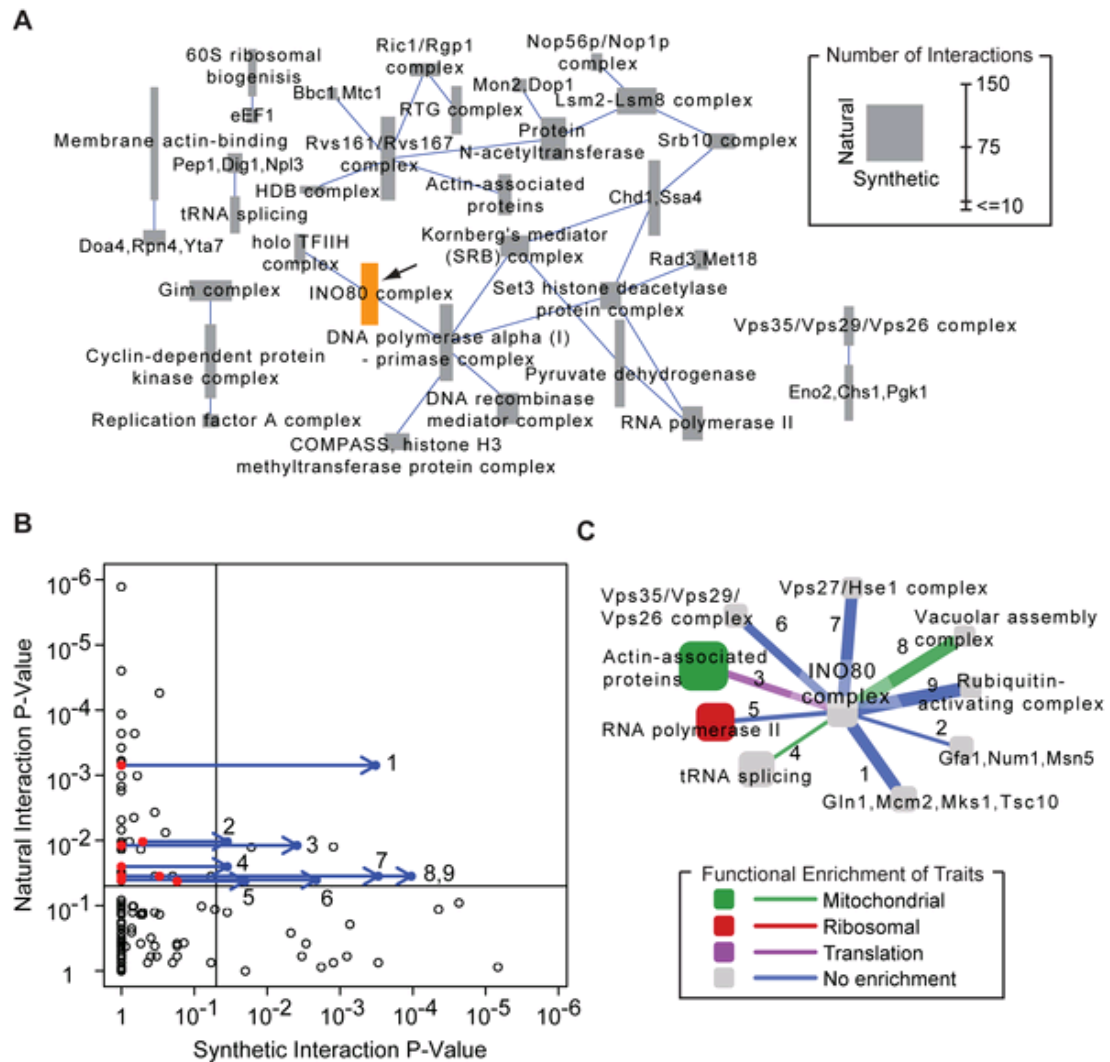 A
60S ribosomal
biogenisis
eEF1
Ric1/Rgp1
complex
Nop56p/Nop1p
complex
Bbc1,Mtc1
RTG complex
Mon2,Dop1
Lsm2-Lsm8 complex
Membrane actin-binding
Rvs161/Rvs167
complex
Protein
N-acetyltransferase
Srb10 complex
Pep1,Dig1,Npl3
HDB complex
Actin-associated
proteins
Chd1,Ssa4
tRNA splicing
Doa4,Rpn4,Yta7
holo TFIIH
complex
Kornberg's mediator
(SRB) complex
Rad3,Met18
Gim complex
INO80 complex
Set3 histone deacetylase
protein complex
DNA polymerase alpha (I)
- primase complex
Vps35/Vps29/Vps26 complex
Cyclin-dependent protein
kinase complex
Pyruvate dehydrogenase
Eno2,Chs1,Pgk1
Replication factor A complex
DNA recombinase
mediator complex
RNA polymerase II
COMPASS, histone H3
methyltransferase protein complex
Number of Interactions
Natural
Synthetic
150
75
<=10
B
Natural Interaction P-Value
10-6
10-5
10-4
10-3
10-2
10-1
1
1
2
3
4
5
6
7
8,9
1
10-1
10-2
10-3
10-4
10-5
10-6
Synthetic Interaction P-Value
C
Vps35/Vps29/
Vps26 complex
Vps27/Hse1 complex
Vacuolar assembly
complex
Actin-associated
proteins
INO80
complex
Rubiquitin-
activating complex
RNA polymerase II
tRNA splicing
Gfa1,Num1,Msn5
Gln1,Mcm2,Mks1,Tsc10
6
7
8
3
9
5
2
4
1
Functional Enrichment of Traits
Mitochondrial
Ribosomal
Translation
No enrichment